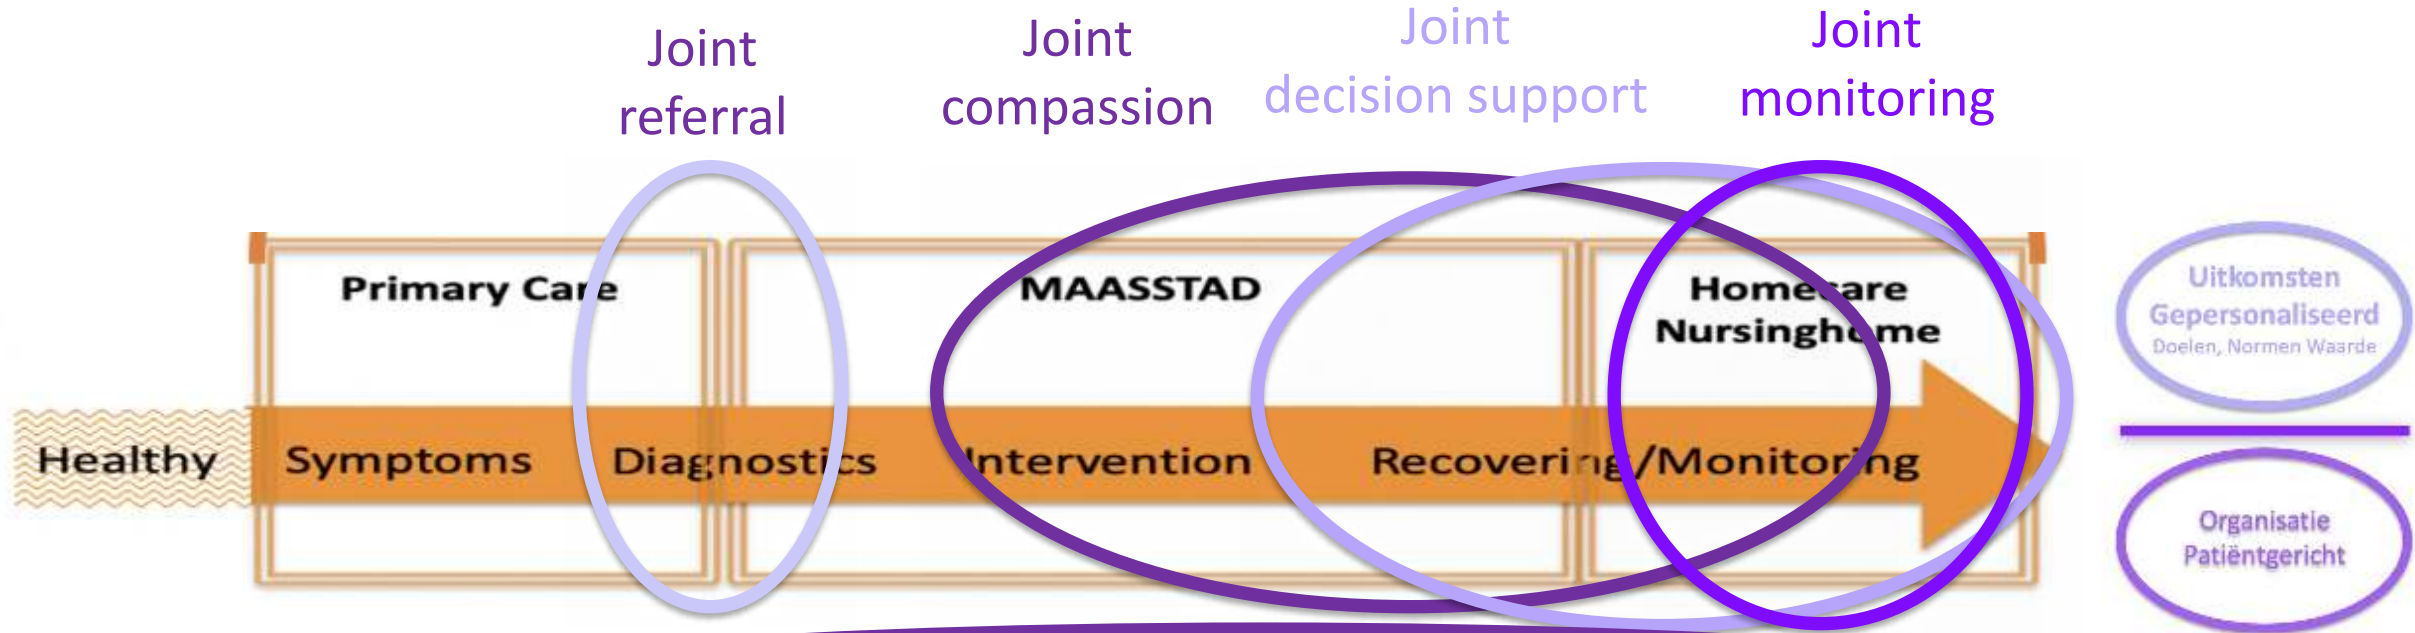 Joint
referral
Joint
compassion
Joint
decision support
Joint
monitoring
Primary Care
MAASSTAD
Homecare
Nursinghome
Healthy
Symptoms
Diagnostics
Intervention
Recovering/Monitoring
Uitkomsten
Gepersonaliseerd
Doelen, Normen Waarde
Organisatie
Patiëntgericht